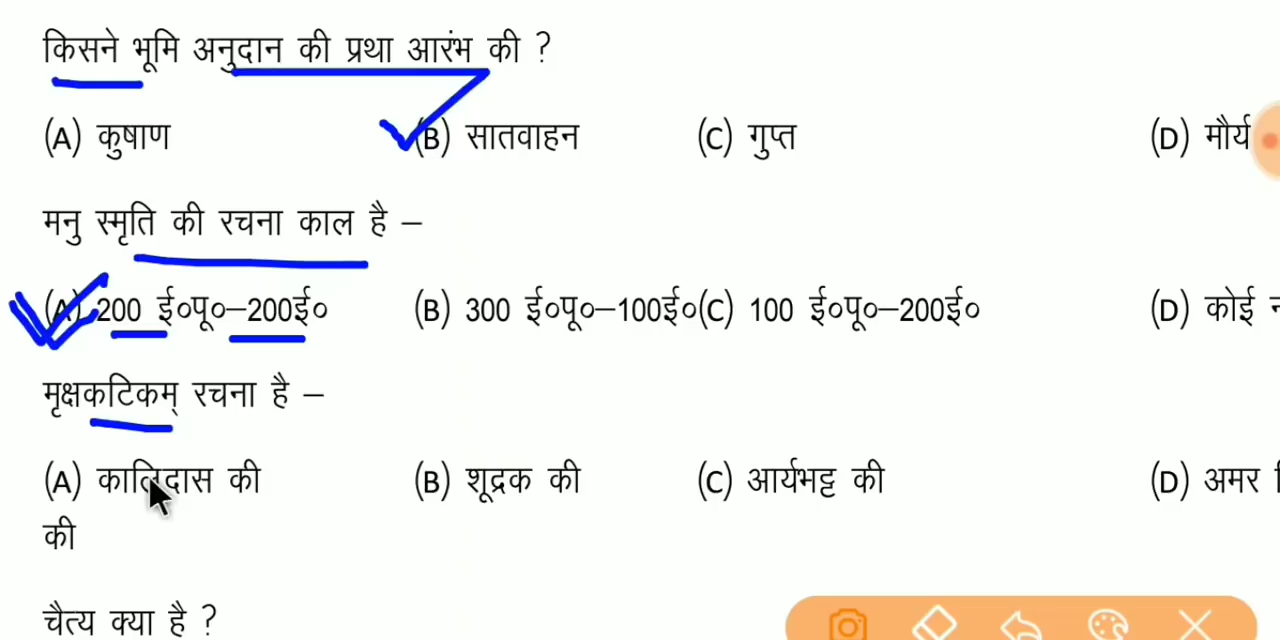 किसने भूमि अनुदान की प्रथा आरंभ की ?
(A) कुषाण (B) सातवाहन (C) गुप्त (D) मौर्य
मनु स्मृति की रचना काल है –
(A) 200 ई०पू०–200ई० (B) 300 ई०पू०–100ई० (C) 100 ई०पू०–200ई० (D) कोई
मृक्षकटिकम् रचना है –
(A) कालिदास की (B) शूद्रक की (C) आर्यभट्ट की (D) अमर
की
चैत्य क्या है ?